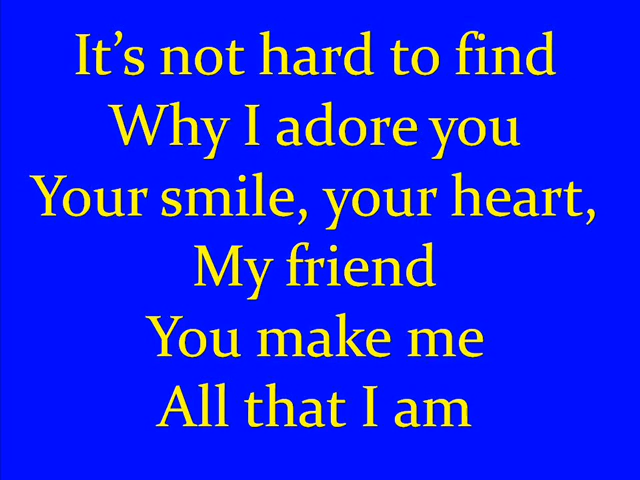 It’s not hard to find
Why I adore you
Your smile, your heart,
My friend
You make me
All that I am